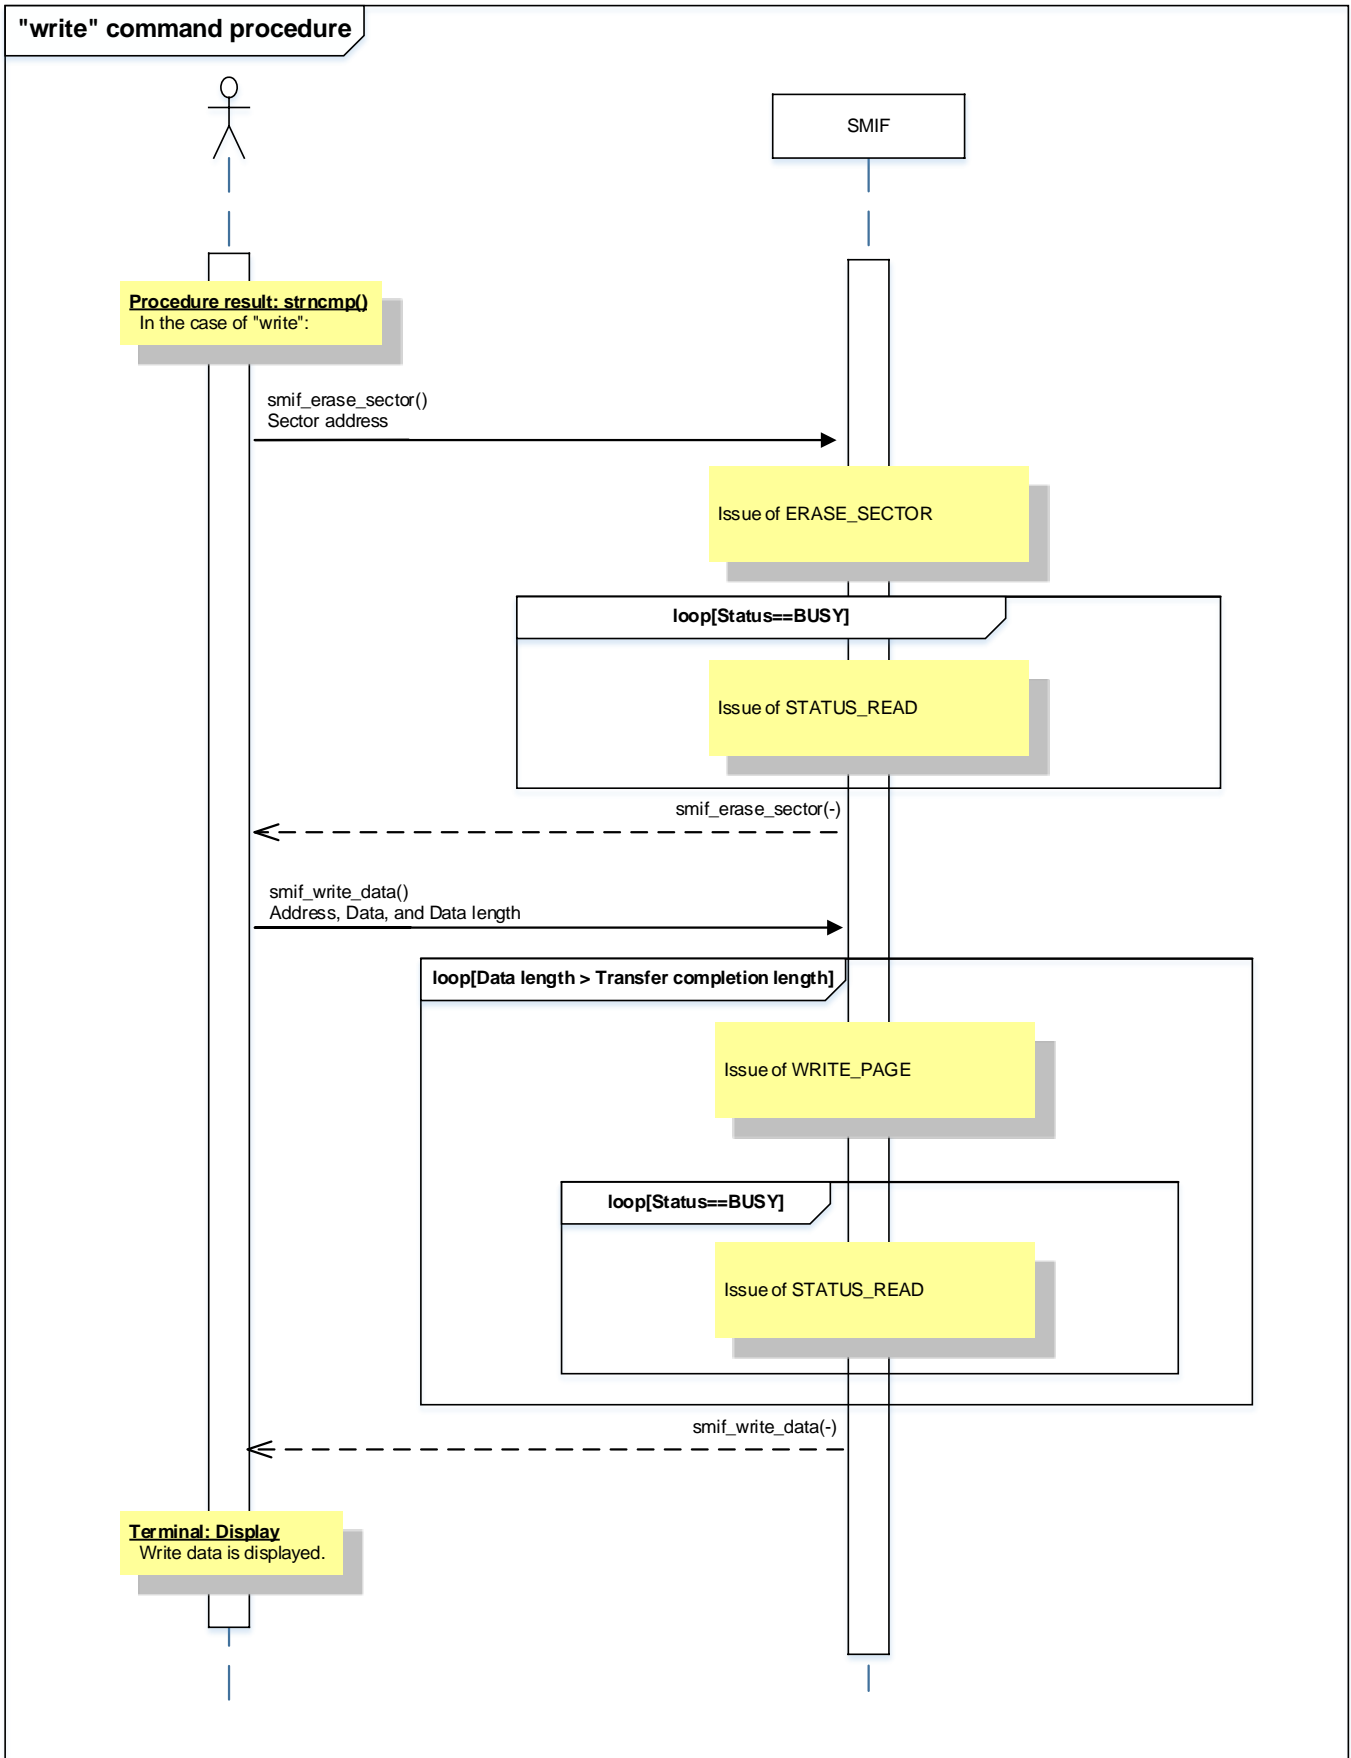 "write" command procedure
SMIF
Procedure result: strncmp()
In the case of "write":
smif_erase_sector()
Sector address
Issue of ERASE_SECTOR
loop[Status==BUSY]
Issue of STATUS_READ
smif_erase_sector(-)
smif_write_data()
Address, Data, and Data length
loop[Data length > Transfer completion length]
Issue of WRITE_PAGE
loop[Status==BUSY]
Issue of STATUS_READ
smif_write_data(-)
Terminal: Display
Write data is displayed.